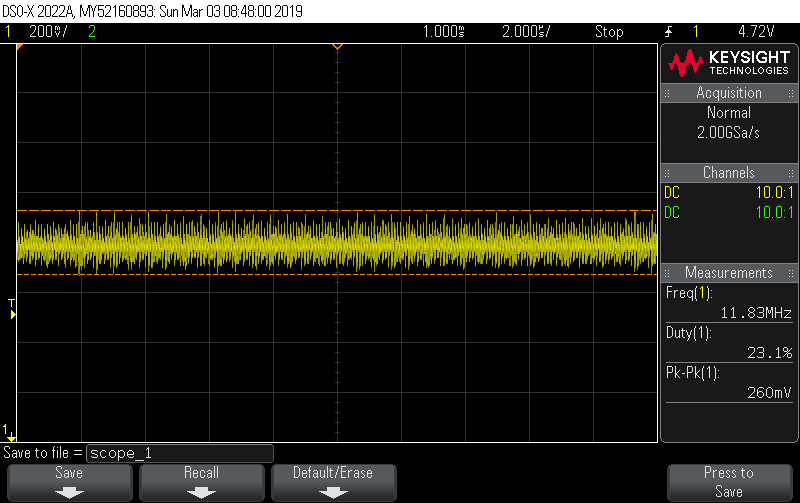 DSO-X 2022A, MY52160893: Sun Mar 03 08:48:00 2019
1 200mV/ 2 1.000s 2.000s/ Stop 1 4.72V
KEYSIGHT
TECHNOLOGIES
Acquisition
Normal
2.00GSa/s
Channels
DC 10.0:1
DC 10.0:1
Measurements
Freq(1):
11.83MHz
Duty(1):
23.1%
Pk-Pk(1):
260mV
T
1
Save to file = scope_1
Save
Recall
Default/Erase
Press to
Save